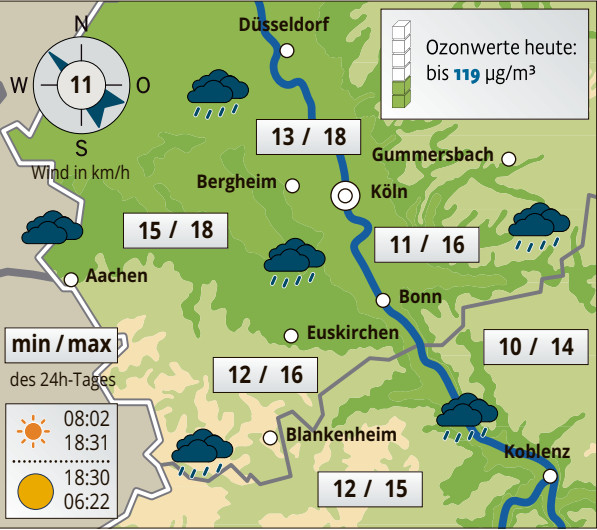 N
Düsseldorf
Ozonwerte heute:
bis 119 µg/m³
W
11
O
S
Wind in km/h
13 / 18
Gummersbach
Bergheim
Köln
15 / 18
11 / 16
Aachen
Bonn
Euskirchen
min / max
des 24h-Tages
10 / 14
12 / 16
08:02
18:31
18:30
06:22
Blankenheim
Koblenz
12 / 15